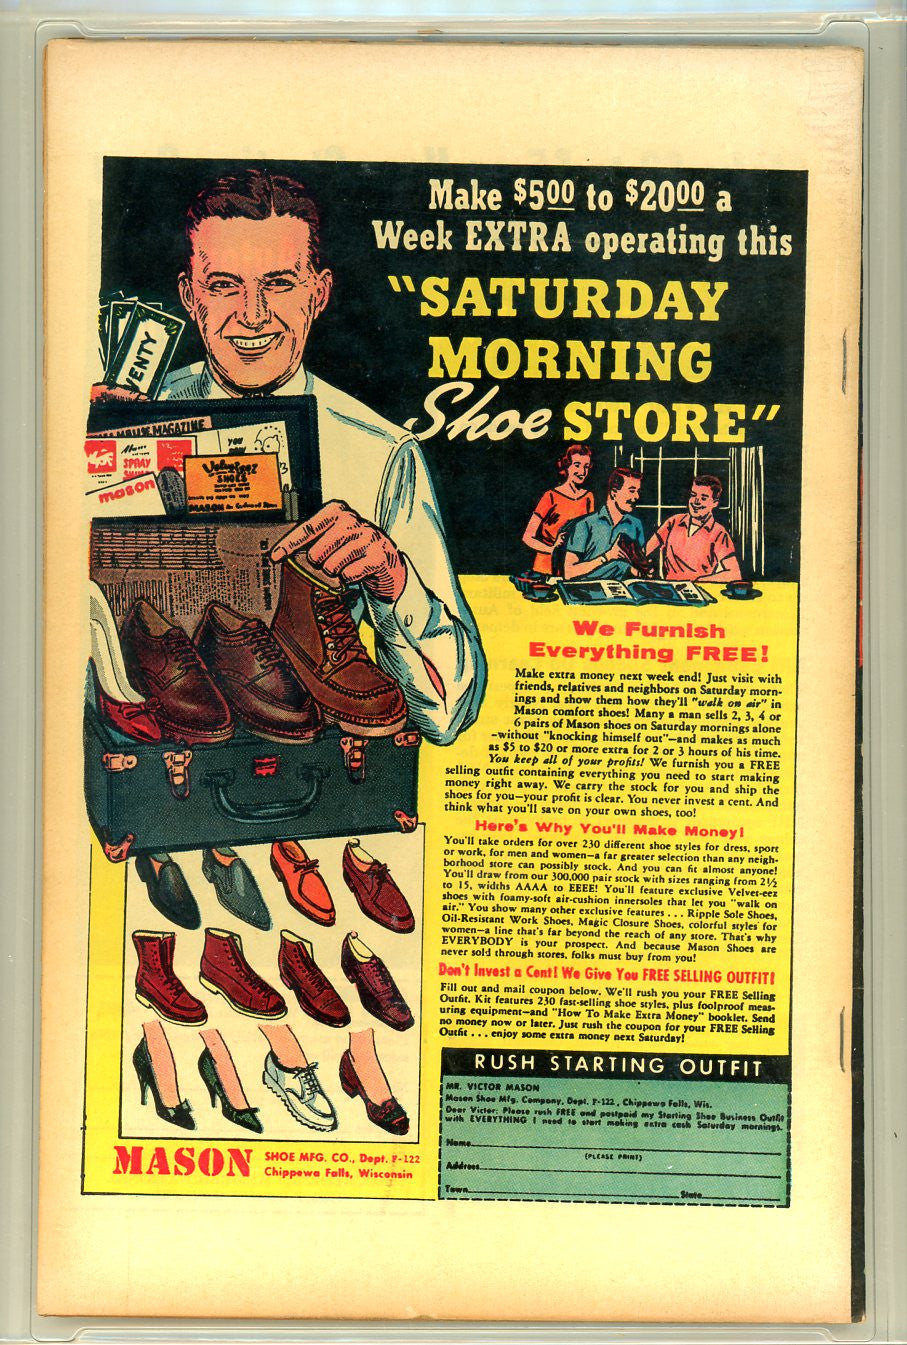 Make $5.00 to $20.00 a
Week EXTRA operating this
"SATURDAY
MORNING
Shoe STORE"
VENTY
MAGAZINE
SPRAY
mason
Velvet-eez
SHOES
We Furnish
Everything FREE!
Make extra money next week end! Just visit with
friends, relatives and neighbors on Saturday morn-
ings and show them how they'll "walk on air" in
Mason comfort shoes! Many a man sells 2, 3, 4 or
6 pairs of Mason shoes on Saturday mornings alone
-without "knocking himself out"—and makes as much
as $5 to $20 or more extra for 2 or 3 hours of his time.
You keep all of your profits! We furnish you a FREE
selling outfit containing everything you need to start making
money right away. We carry the stock for you and ship the
shoes for you—your profit is clear. You never invest a cent. And
think what you'll save on your own shoes, too!
Here's Why You'll Make Money!
You'll take orders for over 230 different shoe styles for dress, sport
or work, for men and women—a far greater selection than any neigh-
borhood store can possibly stock. And you can fit almost anyone!
You'll draw from our 300,000 pair stock with sizes ranging from 2½
to 15, widths AAAA to EEEE! You'll feature exclusive Velvet-eez
shoes with foamy-soft air-cushion innersoles that let you "walk on
air." You show many other exclusive features . . . Ripple Sole Shoes,
Oil-Resistant Work Shoes, Magic Closure Shoes, colorful styles for
women—a line that's far beyond the reach of any store. That's why
EVERYBODY is your prospect. And because Mason Shoes are
never sold through stores, folks must buy from you!
Don't Invest a Cent! We Give You FREE SELLING OUTFIT!
Fill out and mail coupon below. We'll rush you your FREE Selling
Outfit. Kit features 230 fast-selling shoe styles, plus foolproof meas-
uring equipment—and "How To Make Extra Money" booklet. Send
no money now or later. Just rush the coupon for your FREE Selling
Outfit . . . enjoy some extra money next Saturday!
RUSH STARTING OUTFIT
MR. VICTOR MASON
Mason Shoe Mfg. Company, Dept. F-122, Chippewa Falls, Wis.
Dear Victor: Please rush FREE and postpaid my Starting Shoe Business Outfit
with EVERYTHING I need to start making extra cash Saturday mornings.
Name
(PLEASE PRINT)
Address
Town State
MASON SHOE MFG. CO., Dept. F-122
Chippewa Falls, Wisconsin